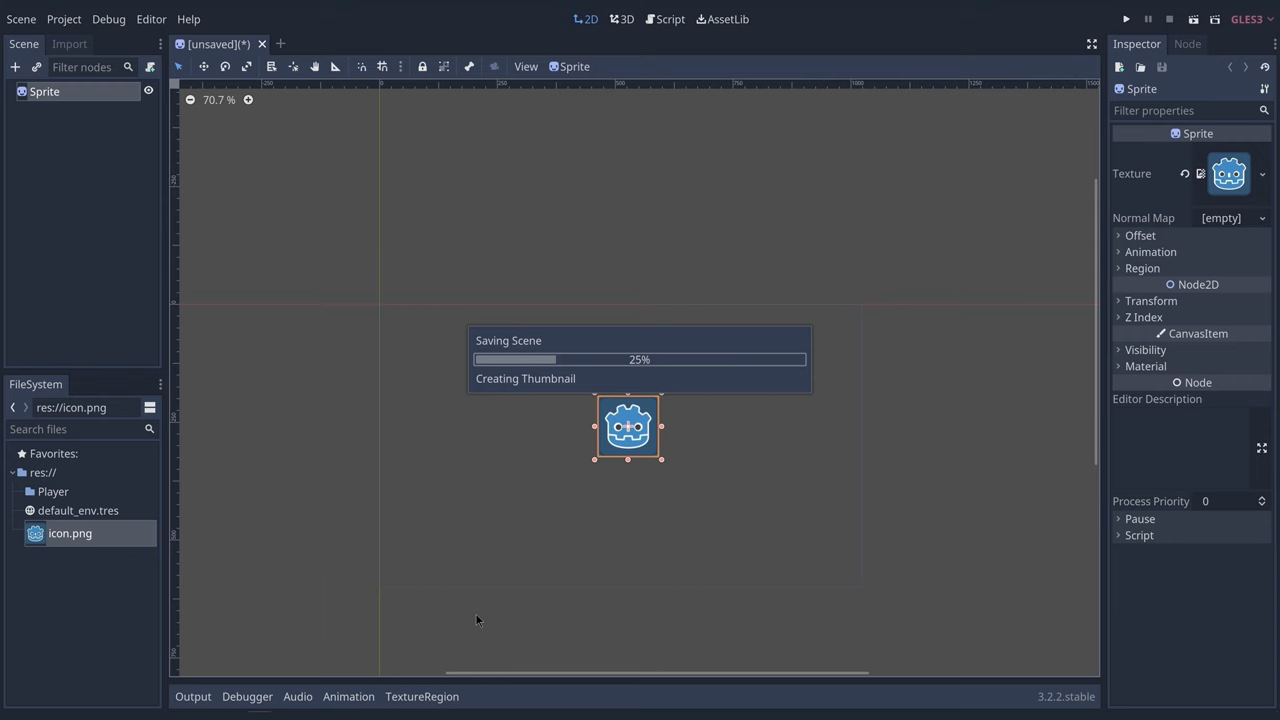 Scene Project Debug Editor Help
2D 3D Script AssetLib
GLES3
Scene Import
Filter nodes
Sprite
[unsaved](*)
View Sprite
70.7 %
Saving Scene
25%
Creating Thumbnail
FileSystem
res://icon.png
Search files
Favorites:
res://
Player
default_env.tres
icon.png
Output Debugger Audio Animation TextureRegion
3.2.2.stable
Inspector Node
Sprite
Filter properties
Sprite
Texture
Normal Map [empty]
Offset
Animation
Region
Node2D
Transform
Z Index
CanvasItem
Visibility
Material
Node
Editor Description
Process Priority 0
Pause
Script